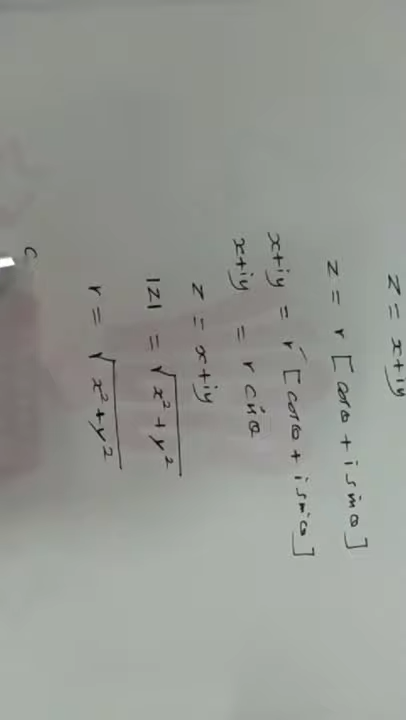 z = x+iy
z = r [cosθ + i sinθ]
x+iy = r [cosθ + i sinθ]
x+iy = r cisθ
z = x+iy
|z| = √x²+y²
r = √x²+y²